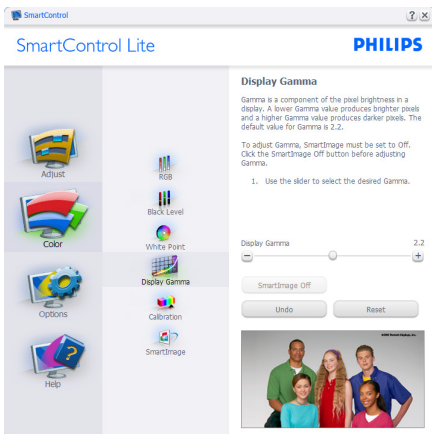 SmartControl
SmartControl Lite
PHILIPS
Adjust
Color
Options
Help
RGB
Black Level
White Point
Display Gamma
Calibration
SmartImage
Display Gamma
Gamma is a component of the pixel brightness in a
display. A lower Gamma value produces brighter pixels
and a higher Gamma value produces darker pixels. The
default value for Gamma is 2.2.
To adjust Gamma, SmartImage must be set to Off.
Click the SmartImage Off button before adjusting
Gamma.
1. Use the slider to select the desired Gamma.
Display Gamma 2.2
SmartImage Off
Undo Reset